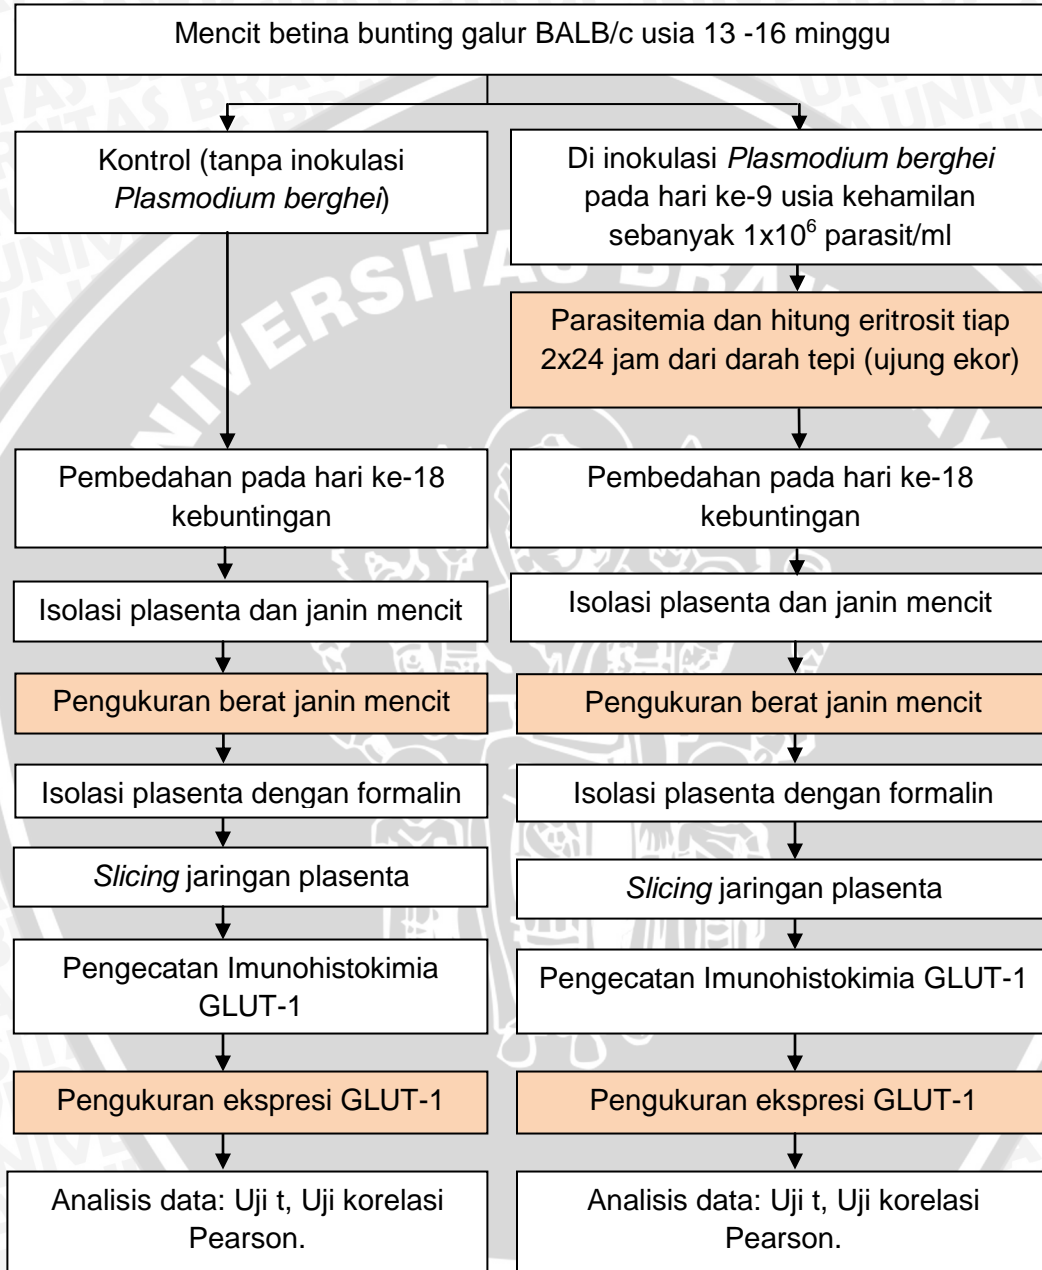 Mencit betina bunting galur BALB/c usia 13 -16 minggu
Kontrol (tanpa inokulasi
Plasmodium berghei)
Di inokulasi Plasmodium berghei
pada hari ke-9 usia kehamilan
sebanyak 1x10⁶ parasit/ml
Parasitemia dan hitung eritrosit tiap
2x24 jam dari darah tepi (ujung ekor)
Pembedahan pada hari ke-18
kebuntingan
Pembedahan pada hari ke-18
kebuntingan
Isolasi plasenta dan janin mencit
Isolasi plasenta dan janin mencit
Pengukuran berat janin mencit
Pengukuran berat janin mencit
Isolasi plasenta dengan formalin
Isolasi plasenta dengan formalin
Slicing jaringan plasenta
Slicing jaringan plasenta
Pengecatan Imunohistokimia
GLUT-1
Pengecatan Imunohistokimia GLUT-1
Pengukuran ekspresi GLUT-1
Pengukuran ekspresi GLUT-1
Analisis data: Uji t, Uji korelasi
Pearson.
Analisis data: Uji t, Uji korelasi
Pearson.